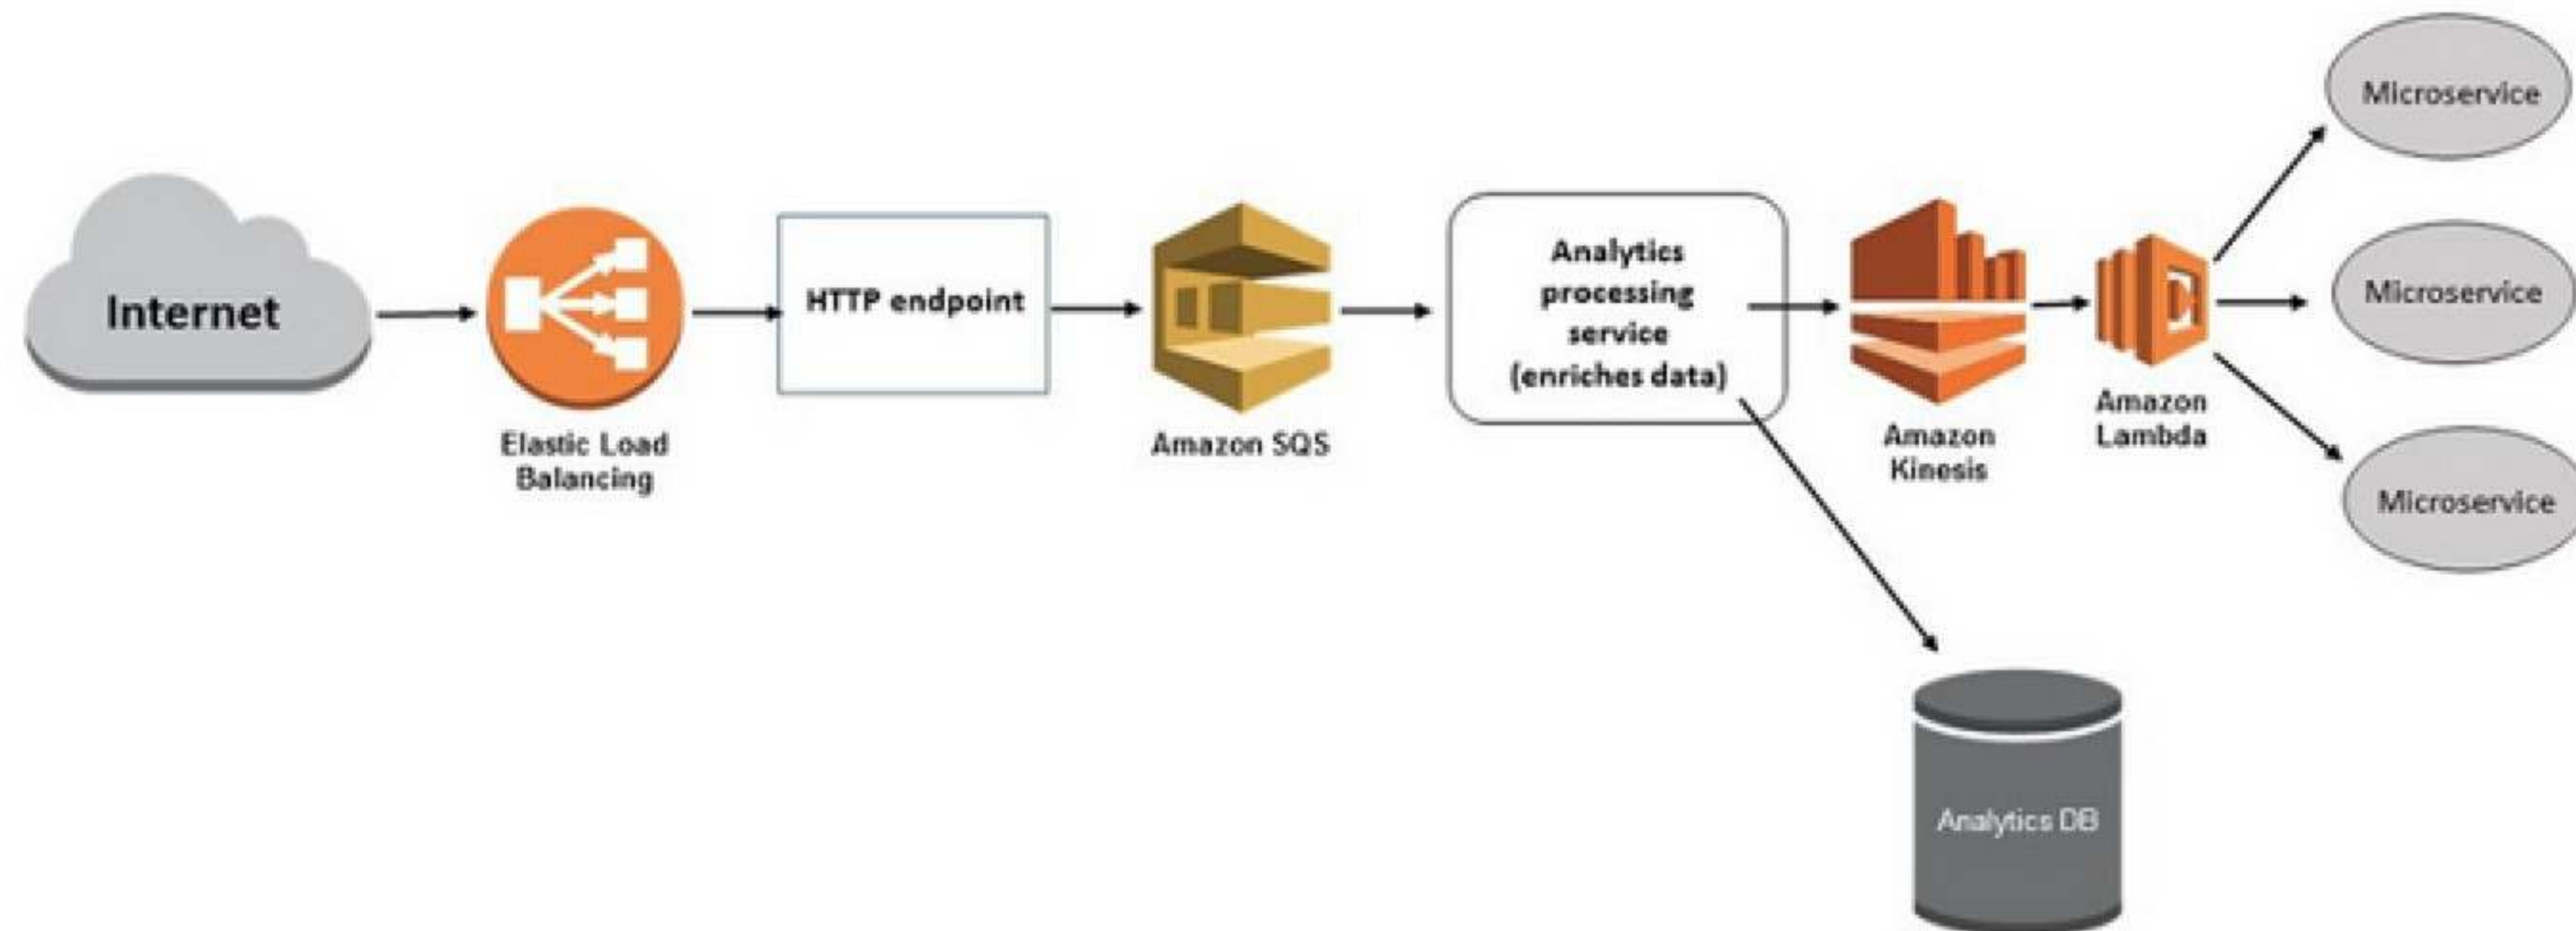 Internet
Elastic Load
Balancing
HTTP endpoint
Amazon SQS
Analytics
processing
service
(enriches data)
Amazon
Kinesis
Amazon
Lambda
Microservice
Microservice
Microservice
Analytics DB